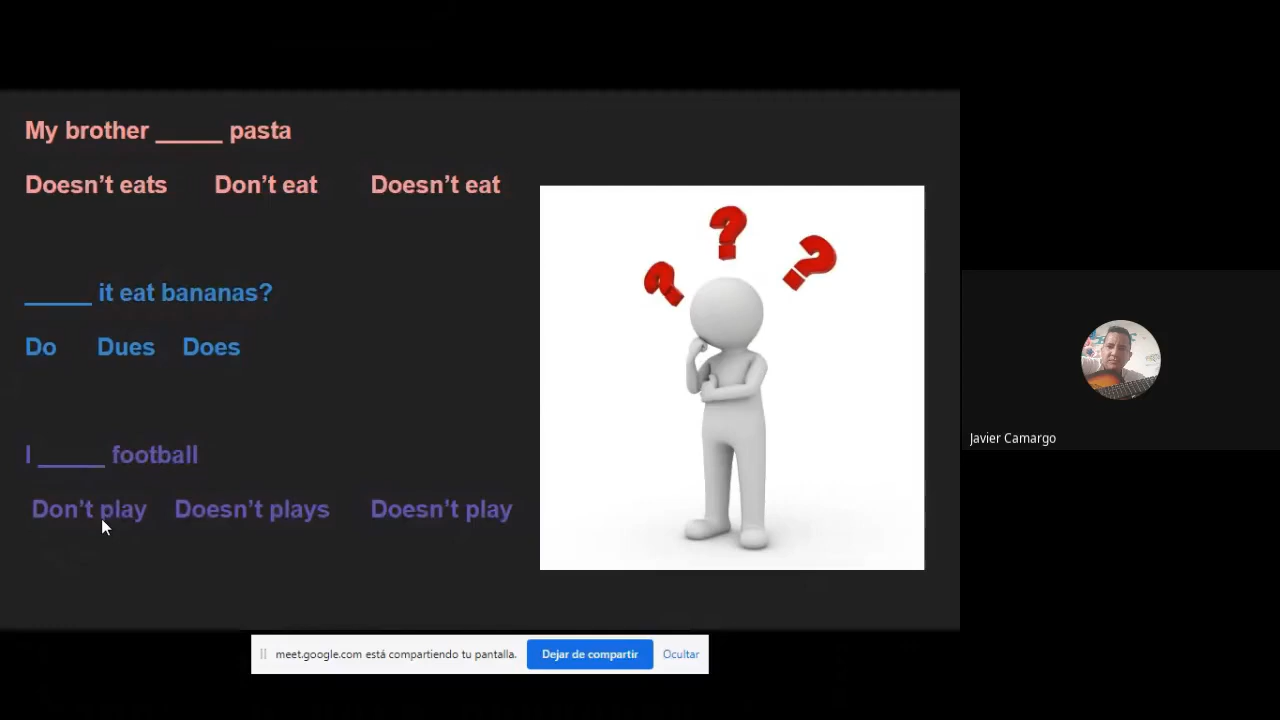 My brother _____ pasta
Doesn't eats Don't eat Doesn't eat
_____ it eat bananas?
Do Dues Does
I _____ football
Don't play Doesn't plays Doesn't play
Javier Camargo
meet.google.com está compartiendo tu pantalla. Dejar de compartir Ocultar